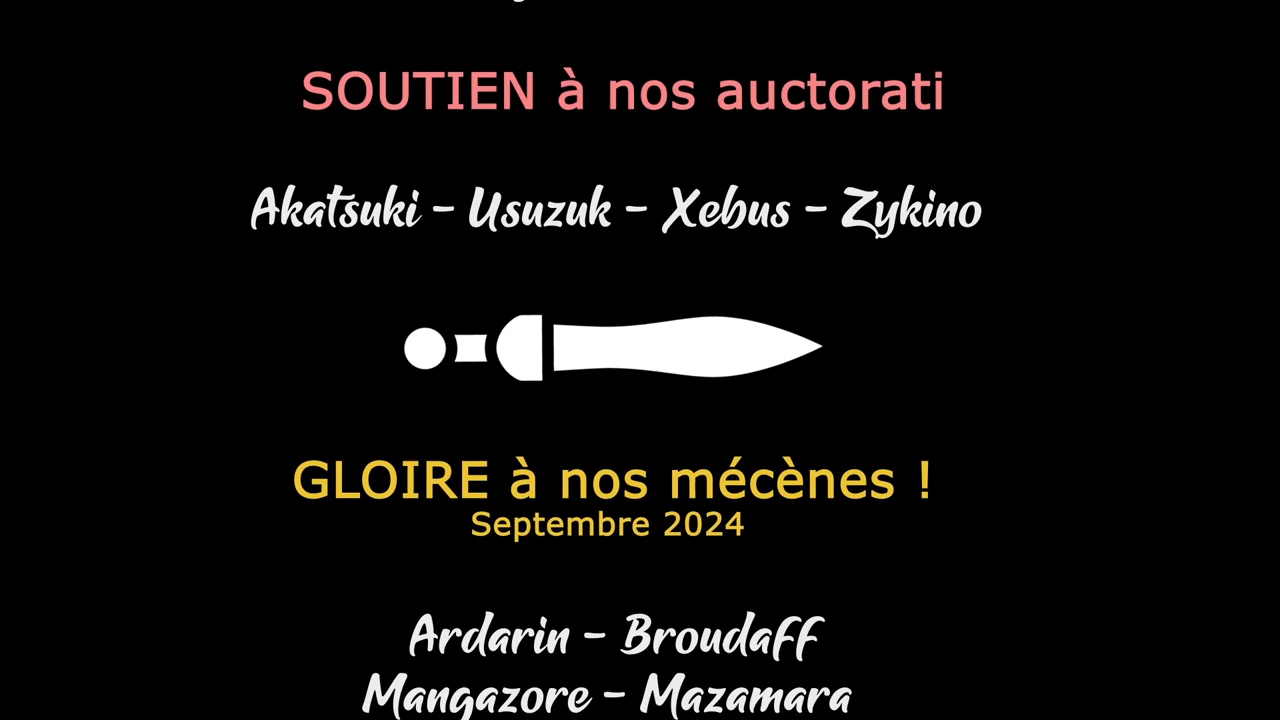 SOUTIEN à nos auctorati
Akatsuki - Usuzuk - Xebus - Zykino
GLOIRE à nos mécènes !
Septembre 2024
Ardarin - Broudaff
Mangazore - Mazamara